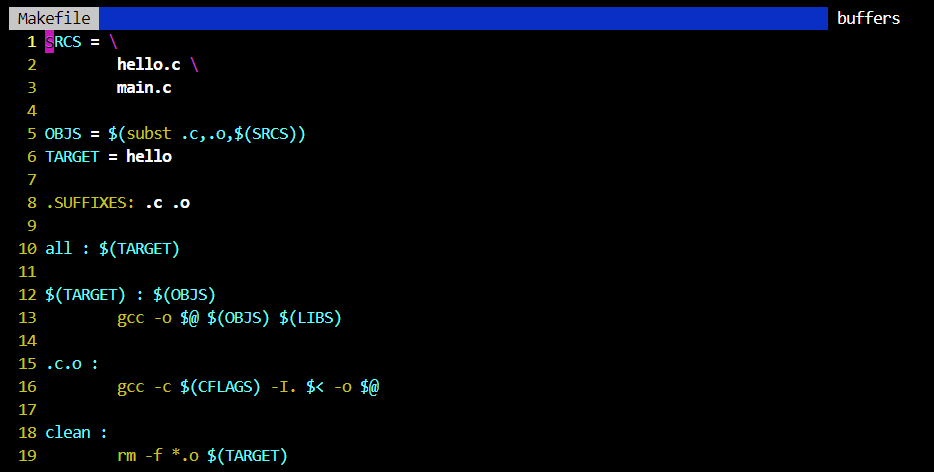 Makefile buffers
1 SRCS = \
2 hello.c \
3 main.c
4
5 OBJS = $(subst .c,.o,$(SRCS))
6 TARGET = hello
7
8 .SUFFIXES: .c .o
9
10 all : $(TARGET)
11
12 $(TARGET) : $(OBJS)
13 gcc -o $@ $(OBJS) $(LIBS)
14
15 .c.o :
16 gcc -c $(CFLAGS) -I. $< -o $@
17
18 clean :
19 rm -f *.o $(TARGET)